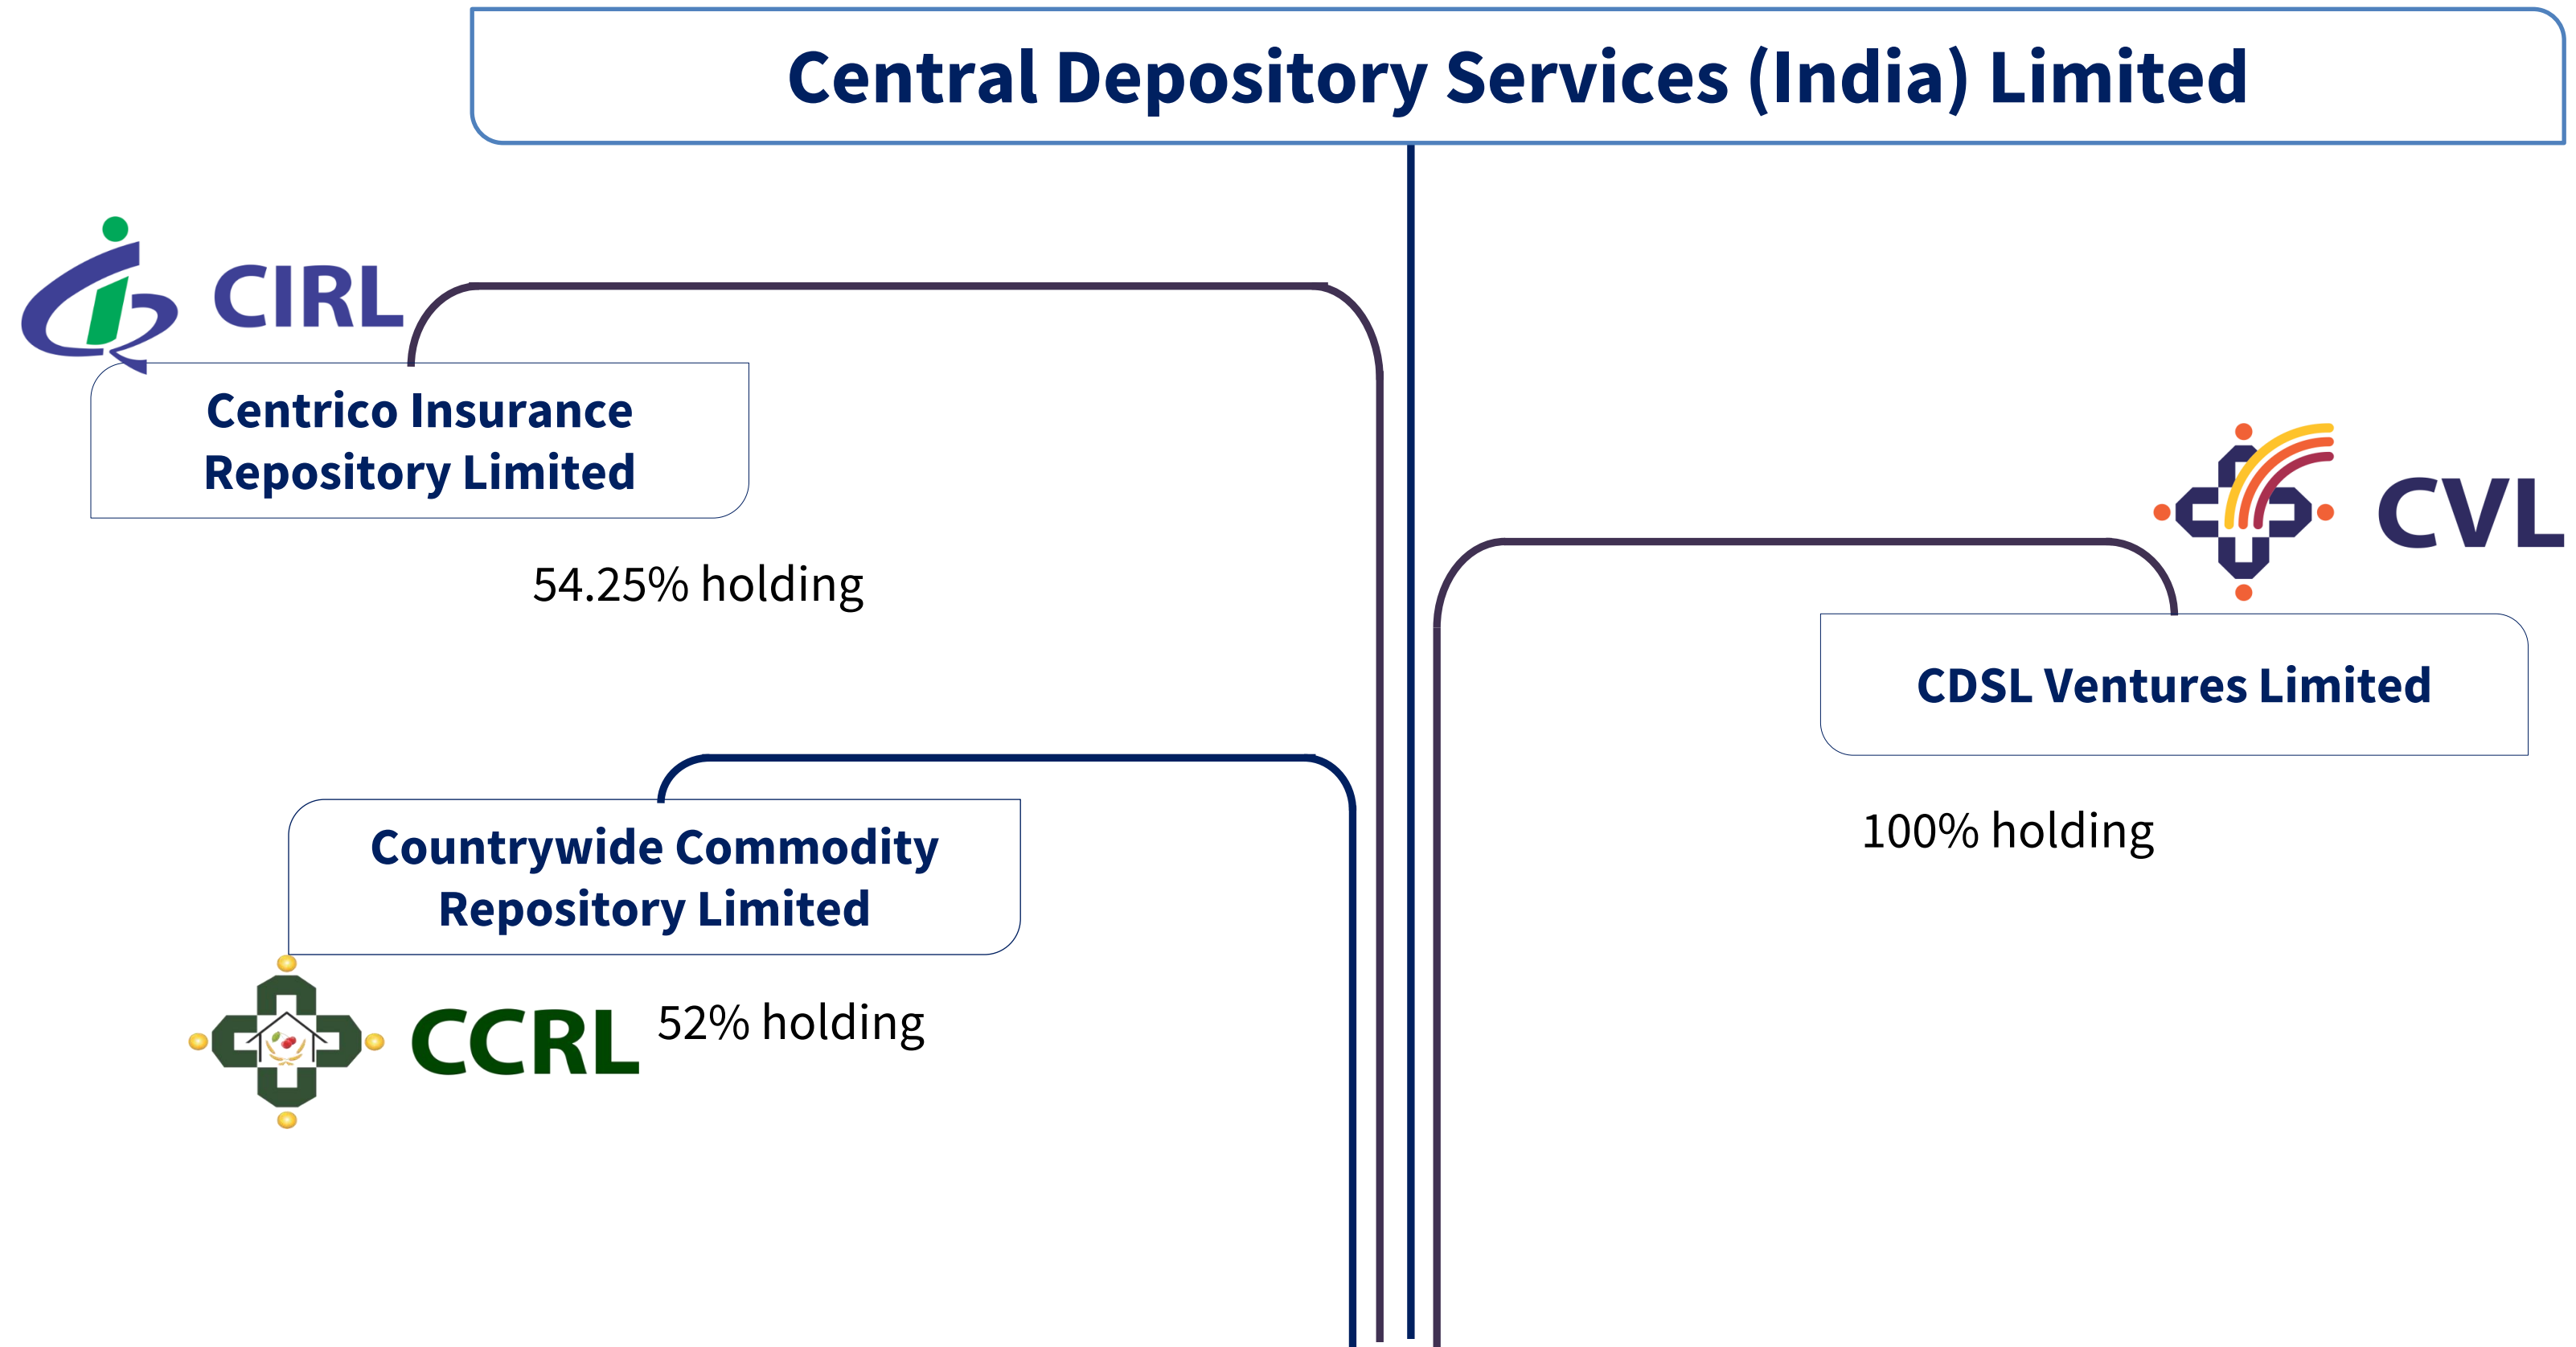 Central Depository Services (India) Limited
CIRL
Centrico Insurance
Repository Limited
54.25% holding
CVL
CDSL Ventures Limited
100% holding
Countrywide Commodity
Repository Limited
CCRL
52% holding